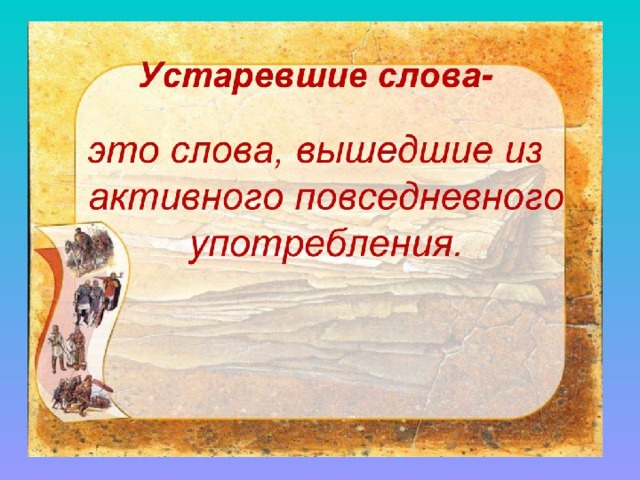 Устаревшие слова-
это слова, вышедшие из
активного повседневного
употребления.